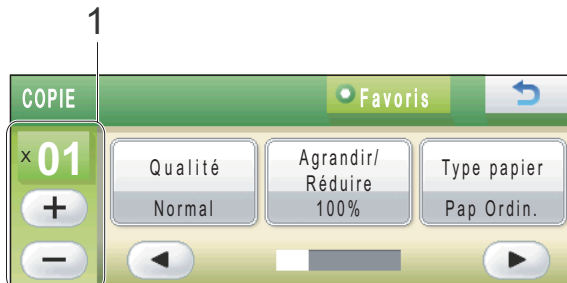 1
COPIE
Favoris
×01
+
−
Qualité
Normal
Agrandir/
Réduire
100%
Type papier
Pap Ordin.